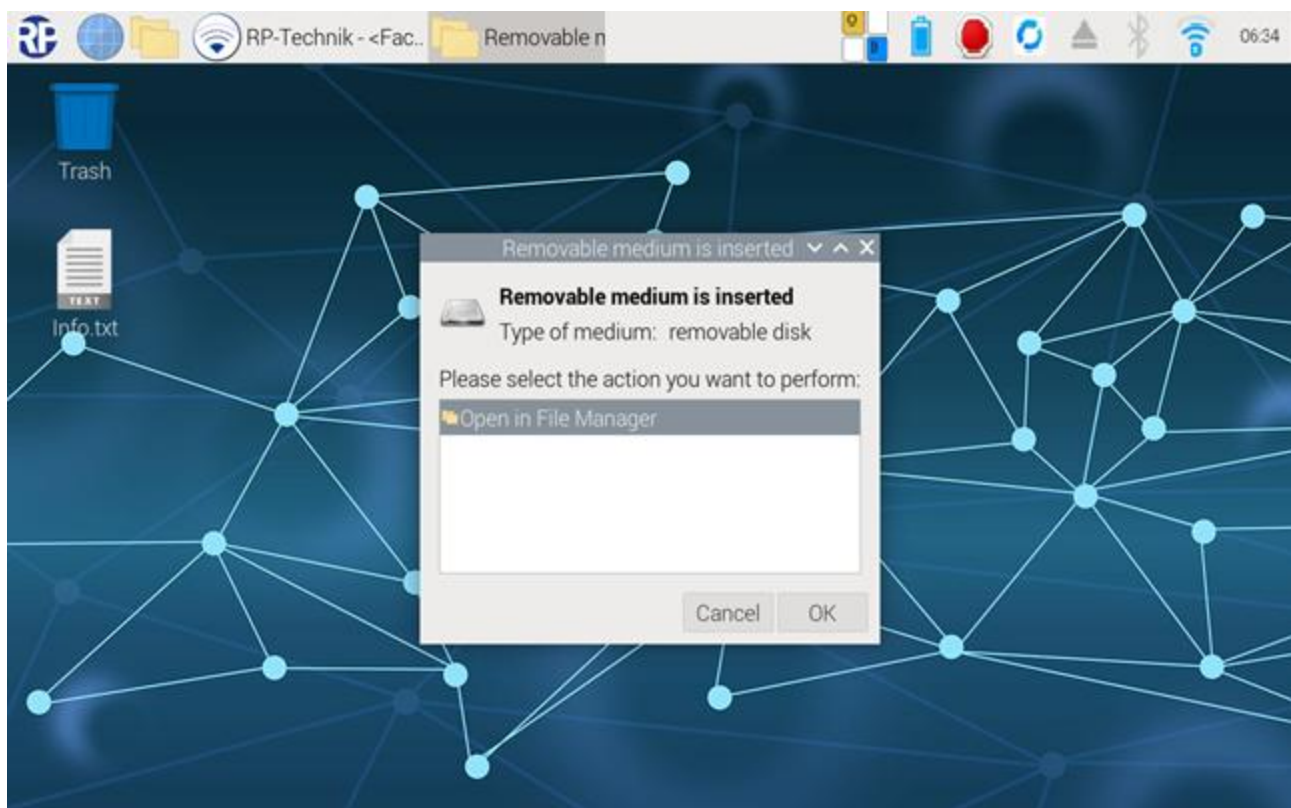 RP
RP-Technik - <Fac..
Removable n
D
06:34
Trash
TEXT
Info.txt
Removable medium is inserted
Removable medium is inserted
Type of medium: removable disk
Please select the action you want to perform:
Open in File Manager
Cancel
OK